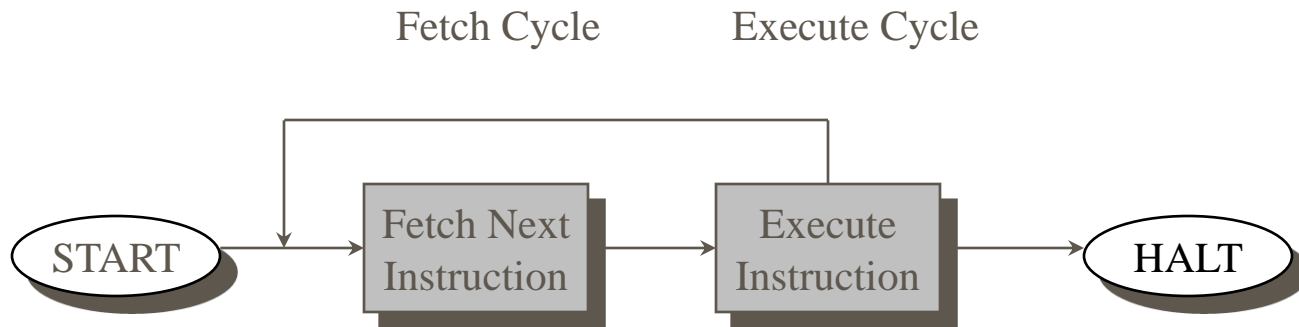 Fetch Cycle
Execute Cycle
START
Fetch Next
Instruction
Execute
Instruction
HALT